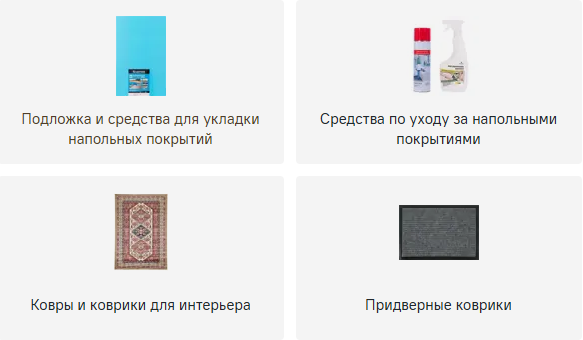 Подложка и средства для укладки
напольных покрытий
Средства по уходу за напольными
покрытиями
Ковры и коврики для интерьера
Придверные коврики